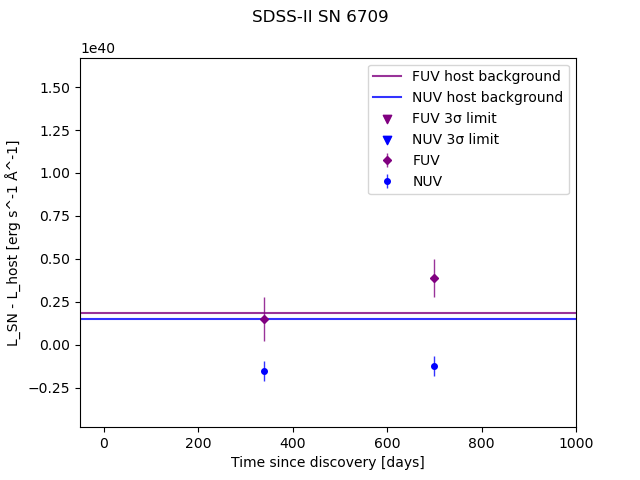 SDSS-II SN 6709
1e40
FUV host background
NUV host background
FUV 3σ limit
NUV 3σ limit
FUV
NUV
1.50
1.25
1.00
0.75
0.50
0.25
0.00
−0.25
L_SN - L_host [erg s^-1 Å^-1]
0 200 400 600 800 1000
Time since discovery [days]